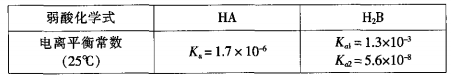 弱酸化学式 HA H₂B
电离平衡常数
(25℃)
Kₐ = 1.7 × 10⁻⁶
Kₐ₁ = 1.3×10⁻³
Kₐ₂ = 5.6×10⁻⁸